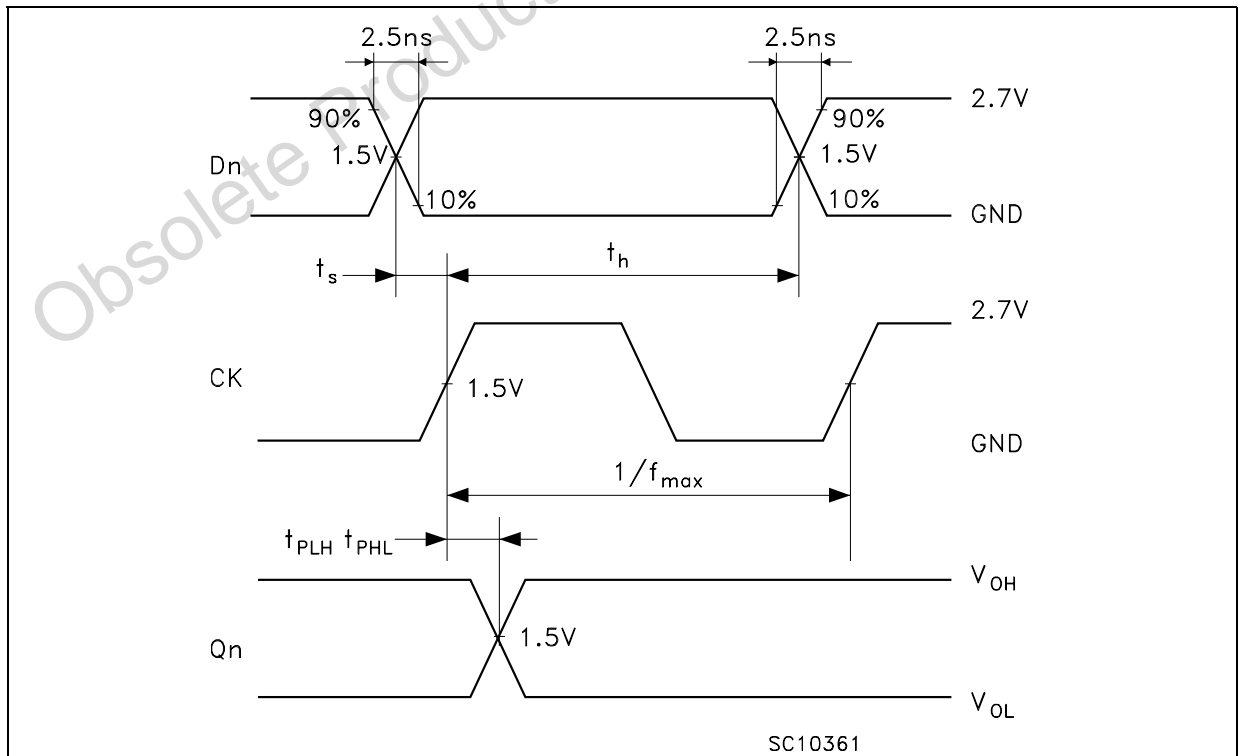 2.5ns 2.5ns
2.7V
90% 90%
1.5V 1.5V
Dn
10% 10%
GND
ts th
2.7V
CK
1.5V
GND
1/fmax
tPLH tPHL
VOH
1.5V
Qn
VOL
SC10361
Obsolete Produc